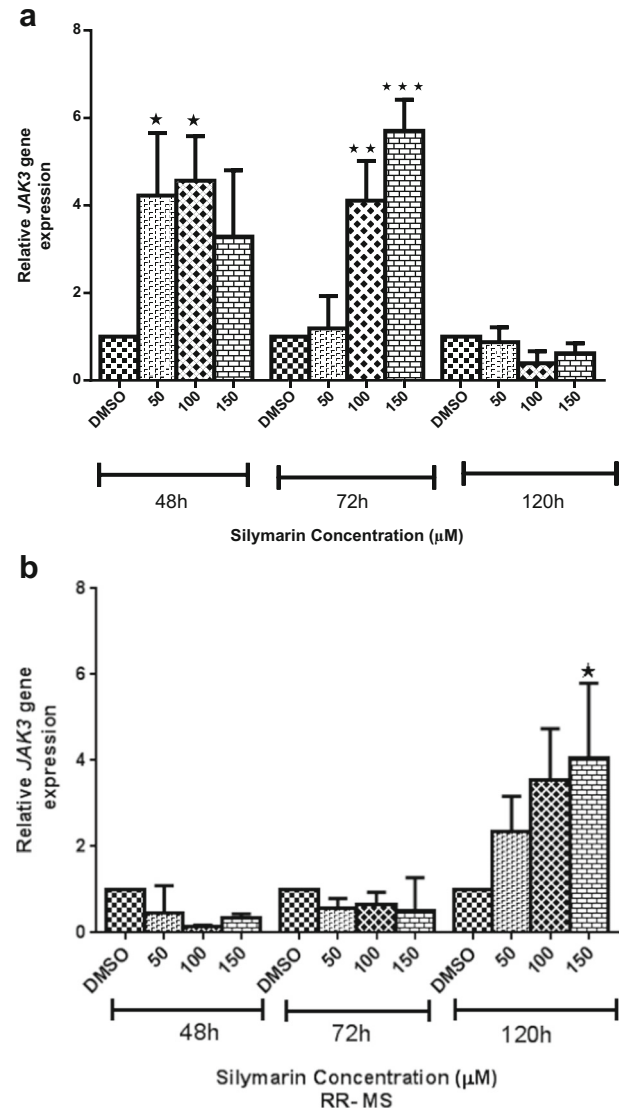 a
8
6
4
2
0
Relative JAK3 gene
expression
★
★
★ ★
★ ★ ★
DMSO 50 100 150 DMSO 50 100 150 DMSO 50 100 150
48h 72h 120h
Silymarin Concentration (μM)
b
8
6
4
2
0
Relative JAK3 gene
expression
★
DMSO 50 100 150 DMSO 50 100 150 DMSO 50 100 150
48h 72h 120h
Silymarin Concentration (μM)
RR- MS